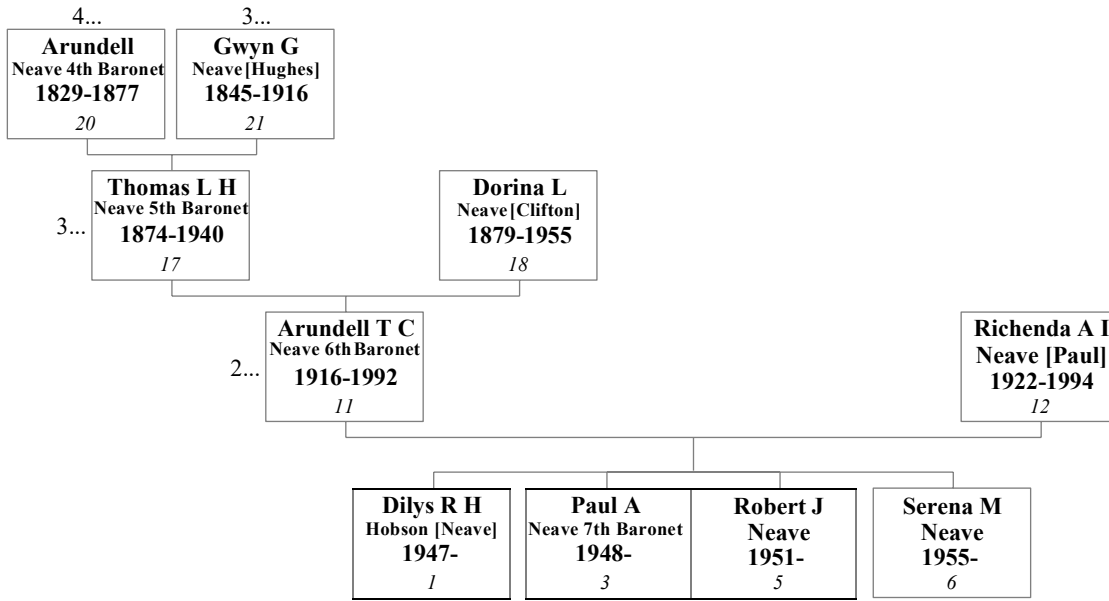 4...
3...
Arundell
Neave 4th Baronet
1829-1877
20
Gwyn G
Neave [Hughes]
1845-1916
21
3...
Thomas L H
Neave 5th Baronet
1874-1940
17
Dorina L
Neave [Clifton]
1879-1955
18
2...
Arundell T C
Neave 6th Baronet
1916-1992
11
Richenda A I
Neave [Paul]
1922-1994
12
Dilys R H
Hobson [Neave]
1947-
1
Paul A
Neave 7th Baronet
1948-
3
Robert J
Neave
1951-
5
Serena M
Neave
1955-
6